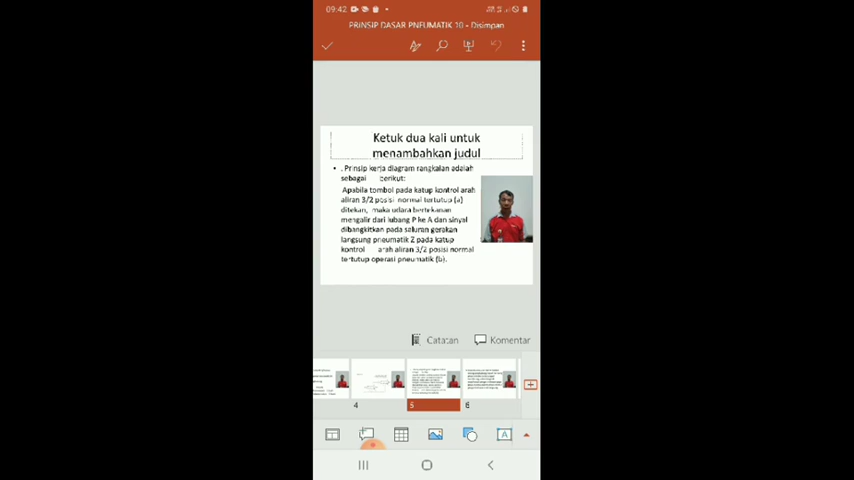 09:42
PRINSIP DASAR PNEUMATIK 10 - Disimpan
Ketuk dua kali untuk
menambahkan judul
• . Prinsip kerja diagram rangkaian adalah
sebagai berikut:
Apabila tombol pada katup kontrol arah
aliran 3/2 posisi normal tertutup (a)
ditekan, maka udara bertekanan
mengalir dari lubang P ke A dan sinyal
dibangkitkan pada saluran gerakan
langsung pneumatik Z pada katup
kontrol arah aliran 3/2 posisi normal
tertutup operasi pneumatik (b).
Catatan
Komentar
4
5
6